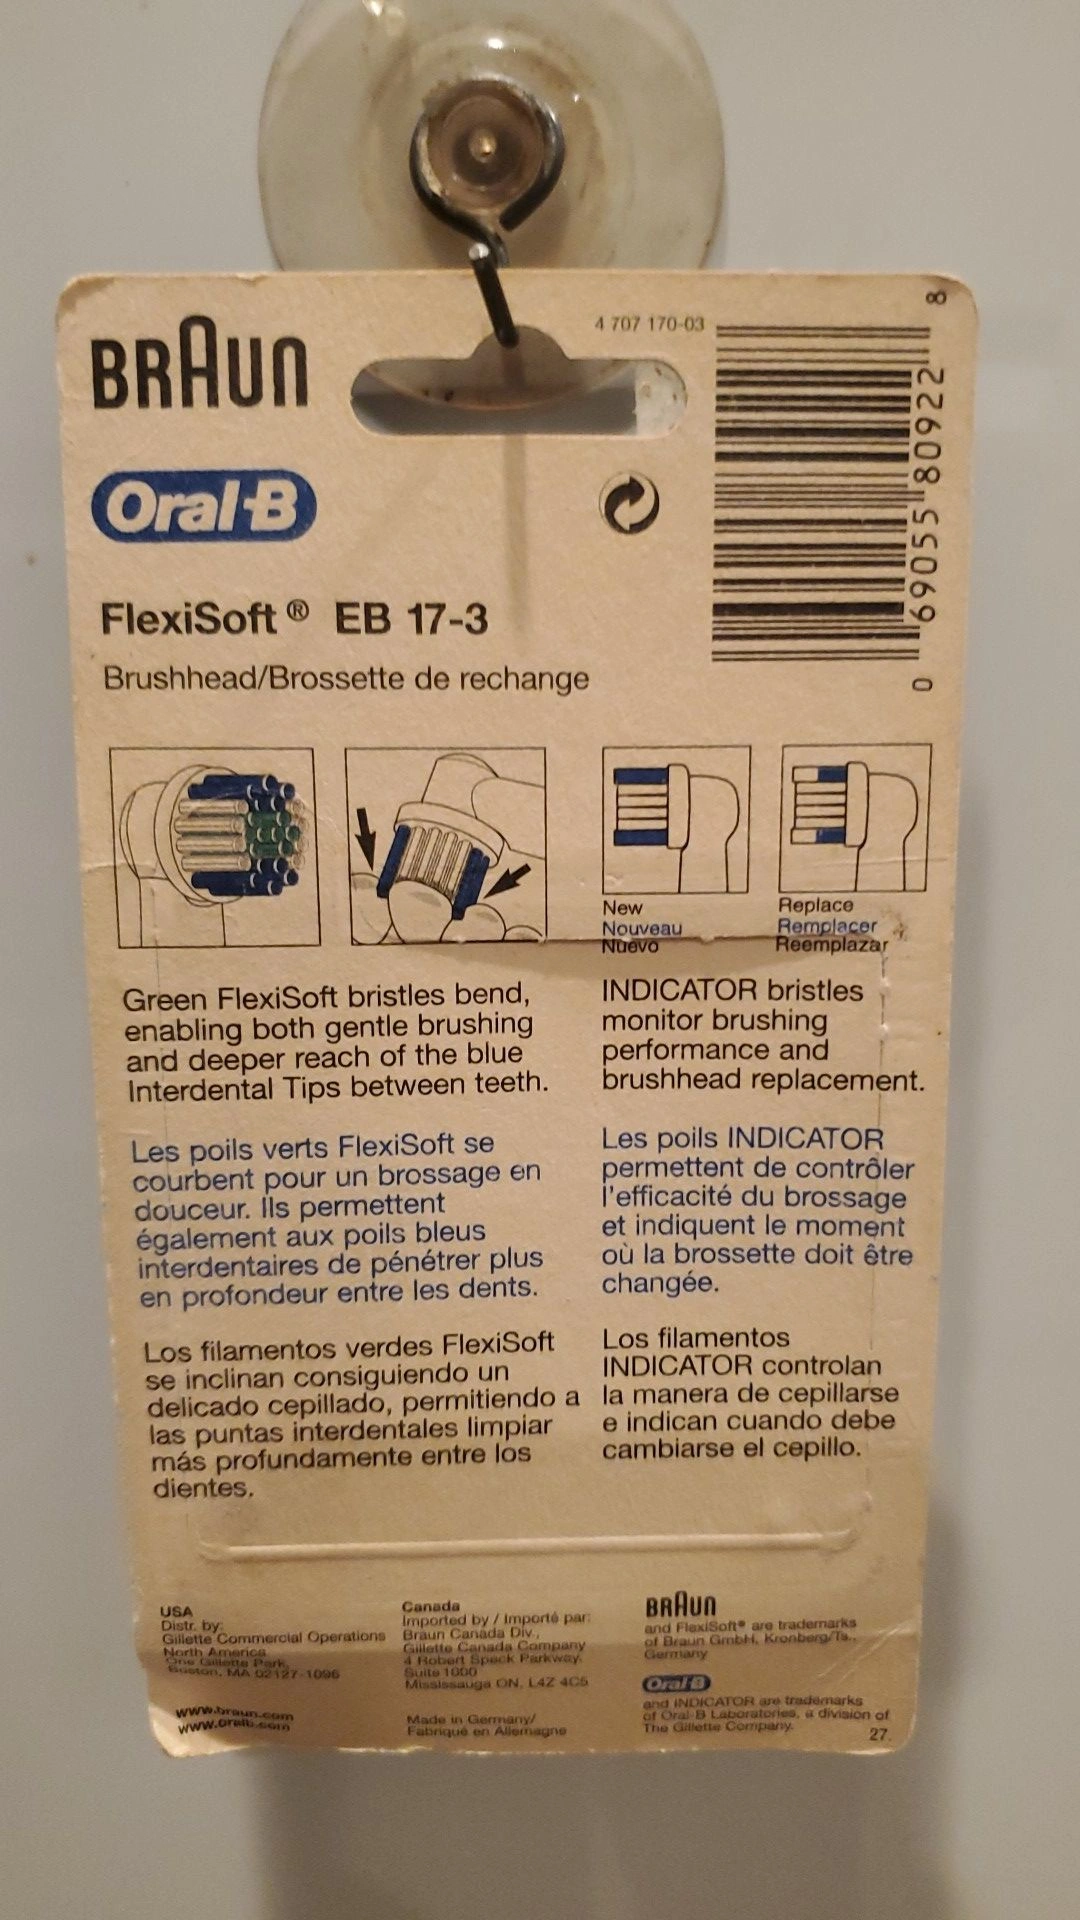 BRAUN
4 707 170-03
0 69055 80922 8
Oral-B
FlexiSoft® EB 17-3
Brushhead/Brossette de rechange
New
Nouveau
Nuevo
Replace
Remplacer
Reemplazar
Green FlexiSoft bristles bend,
enabling both gentle brushing
and deeper reach of the blue
Interdental Tips between teeth.
Les poils verts FlexiSoft se
courbent pour un brossage en
douceur. Ils permettent
également aux poils bleus
interdentaires de pénétrer plus
en profondeur entre les dents.
Los filamentos verdes FlexiSoft
se inclinan consiguiendo un
delicado cepillado, permitiendo a
las puntas interdentales limpiar
más profundamente entre los
dientes.
INDICATOR bristles
monitor brushing
performance and
brushhead replacement.
Les poils INDICATOR
permettent de contrôler
l'efficacité du brossage
et indiquent le moment
où la brossette doit être
changée.
Los filamentos
INDICATOR controlan
la manera de cepillarse
e indican cuando debe
cambiarse el cepillo.
USA
Distr. by:
Gillette Commercial Operations
North America
One Gillette Park,
Boston, MA 02127-1096
www.braun.com
www.oralb.com
Canada
Imported by / Importé par:
Braun Canada Div.,
Gillette Canada Company
4 Robert Speck Parkway.
Suite 1000
Mississauga ON, L4Z 4C5
Made in Germany/
Fabriqué en Allemagne
BRAUN
and FlexiSoft® are trademarks
of Braun GmbH, Kronberg/Ts.,
Germany
Oral-B
and INDICATOR are trademarks
of Oral-B Laboratories, a division of
The Gillette Company.
27.